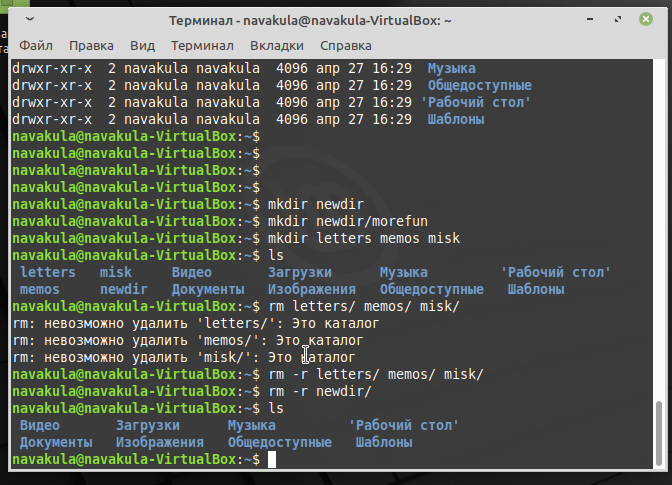 Терминал - navakula@navakula-VirtualBox: ~
Файл Правка Вид Терминал Вкладки Справка
drwxr-xr-x 2 navakula navakula 4096 апр 27 16:29 Музыка
drwxr-xr-x 2 navakula navakula 4096 апр 27 16:29 Общедоступные
drwxr-xr-x 2 navakula navakula 4096 апр 27 16:29 'Рабочий стол'
drwxr-xr-x 2 navakula navakula 4096 апр 27 16:29 Шаблоны
navakula@navakula-VirtualBox:~$
navakula@navakula-VirtualBox:~$
navakula@navakula-VirtualBox:~$
navakula@navakula-VirtualBox:~$
navakula@navakula-VirtualBox:~$ mkdir newdir
navakula@navakula-VirtualBox:~$ mkdir newdir/morefun
navakula@navakula-VirtualBox:~$ mkdir letters memos misk
navakula@navakula-VirtualBox:~$ ls
letters misk Видео Загрузки Музыка 'Рабочий стол'
memos newdir Документы Изображения Общедоступные Шаблоны
navakula@navakula-VirtualBox:~$ rm letters/ memos/ misk/
rm: невозможно удалить 'letters/': Это каталог
rm: невозможно удалить 'memos/': Это каталог
rm: невозможно удалить 'misk/': Это каталог
navakula@navakula-VirtualBox:~$ rm -r letters/ memos/ misk/
navakula@navakula-VirtualBox:~$ rm -r newdir/
navakula@navakula-VirtualBox:~$ ls
Видео Загрузки Музыка 'Рабочий стол'
Документы Изображения Общедоступные Шаблоны
navakula@navakula-VirtualBox:~$